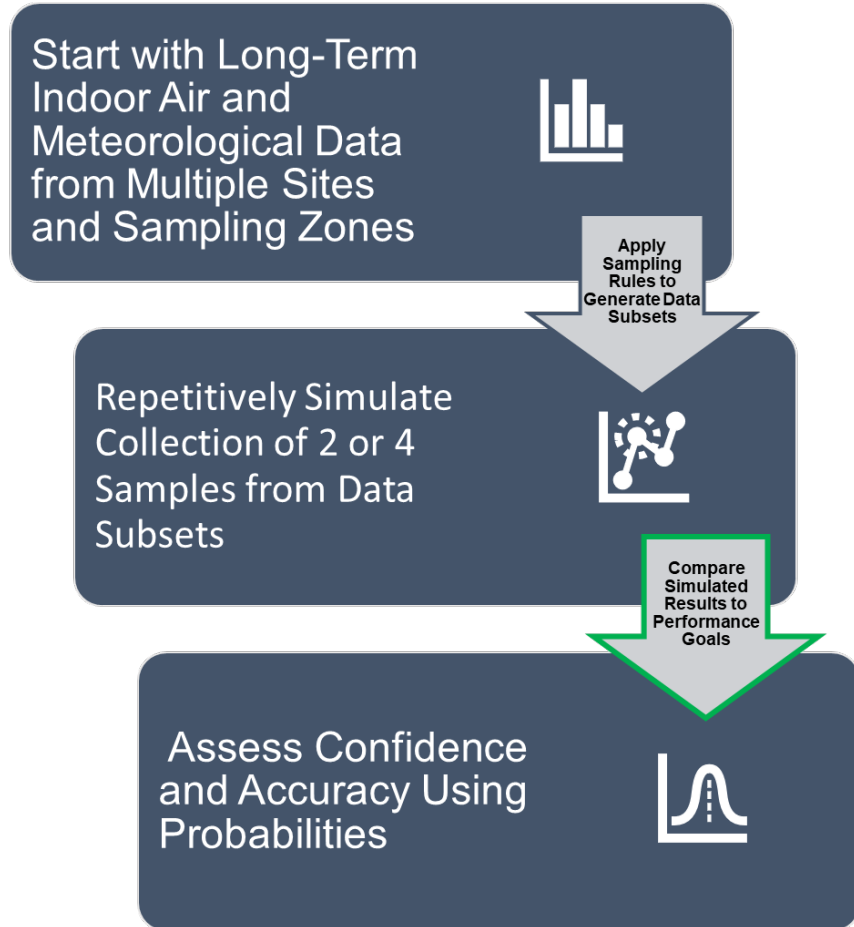 Start with Long-Term
Indoor Air and
Meteorological Data
from Multiple Sites
and Sampling Zones
Apply
Sampling
Rules to
Generate Data
Subsets
Repetitively Simulate
Collection of 2 or 4
Samples from Data
Subsets
Compare
Simulated
Results to
Performance
Goals
Assess Confidence
and Accuracy Using
Probabilities